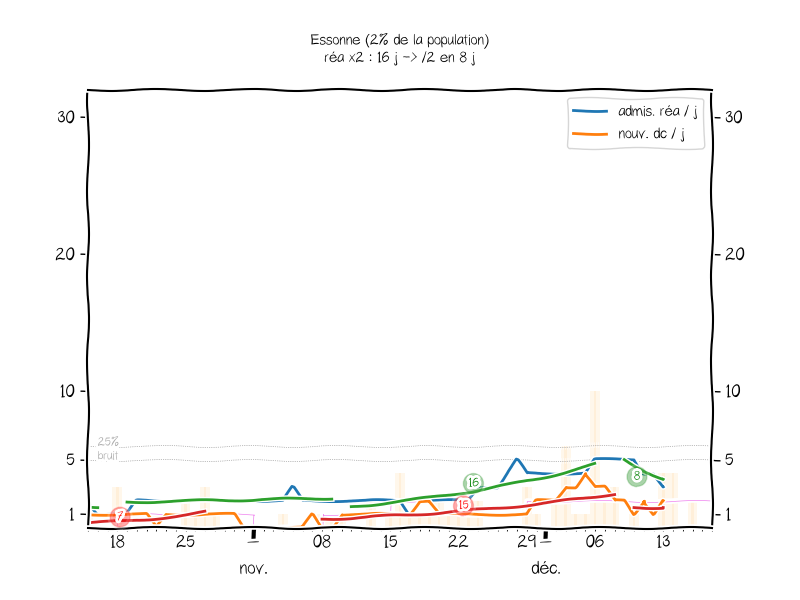 Essonne (2% de la population)
réa x2 : 16 j -> /2 en 8 j
admis. réa / j
nouv. dc / j
30 30
20 20
10 10
25%
bruit
5 5
1 1
16
8
15
7
18 25 08 15 22 29 06 13
nov. déc.